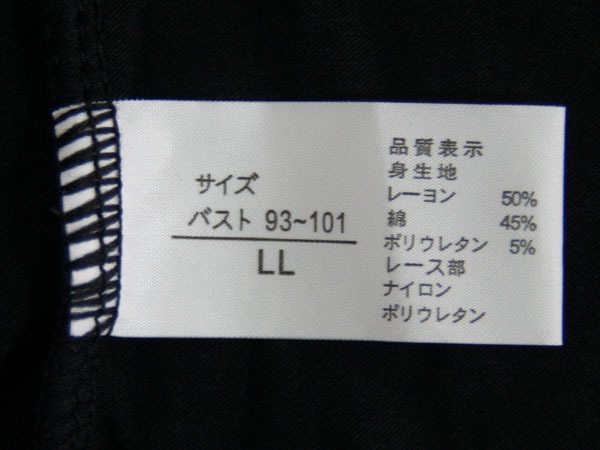 サイズ
バスト 93~101
LL
品質表示
身生地
レーヨン 50%
綿 45%
ポリウレタン 5%
レース部
ナイロン
ポリウレタン